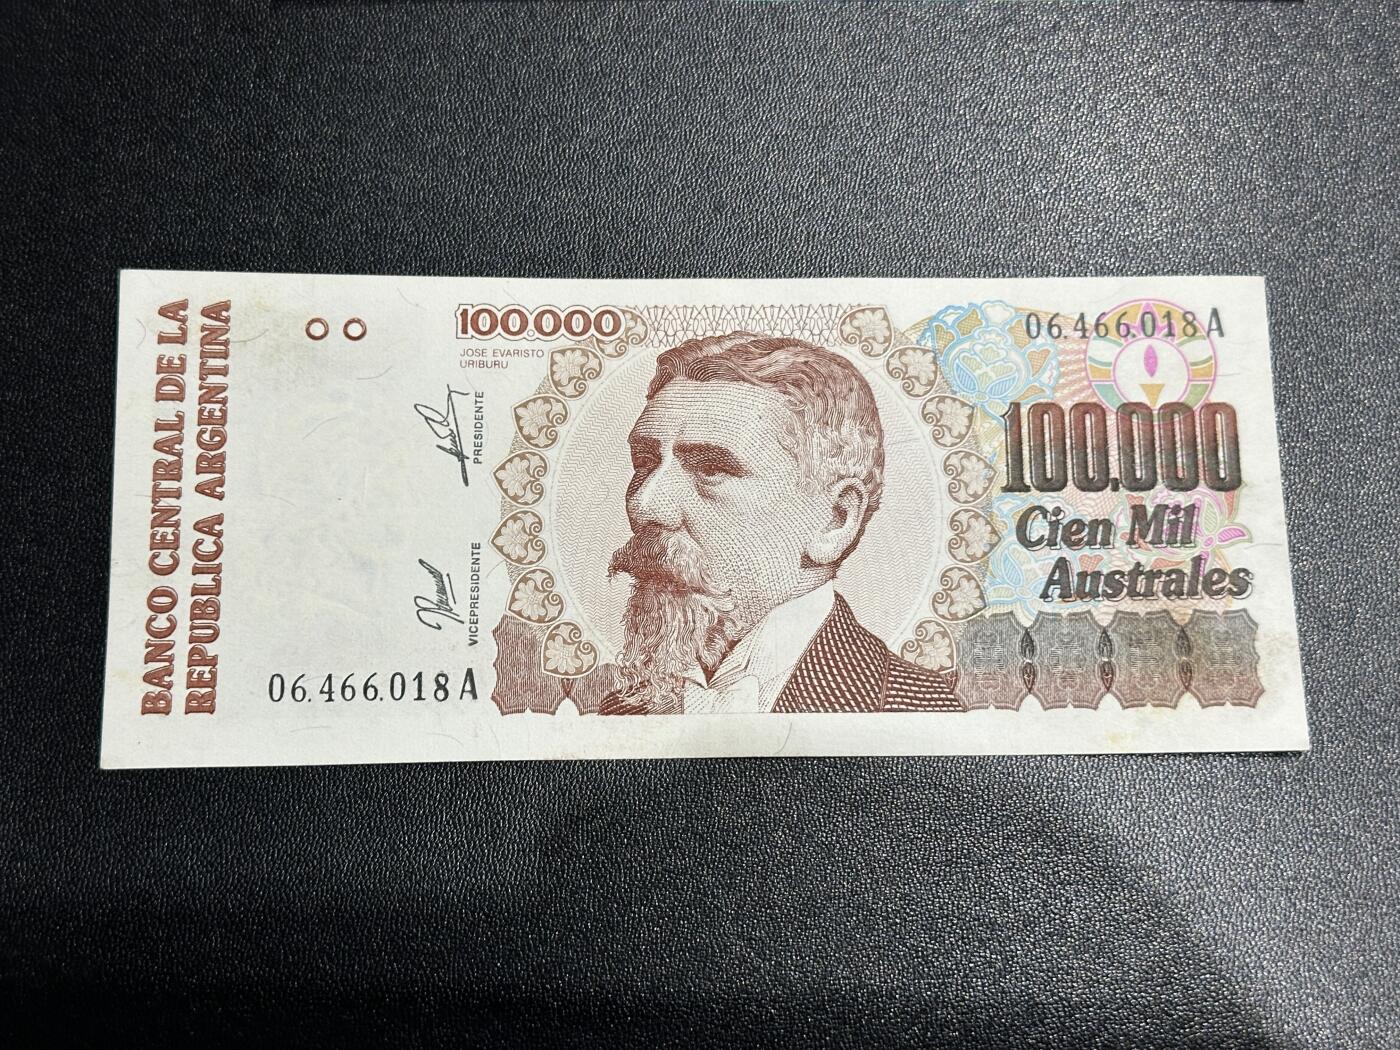 BANCO CENTRAL DE LA
REPUBLICA ARGENTINA
100.000
JOSE EVARISTO
URIBURU
PRESIDENTE
VICEPRESIDENTE
06.466.018 A
06.466.018 A
100.000
Cien Mil
Australes